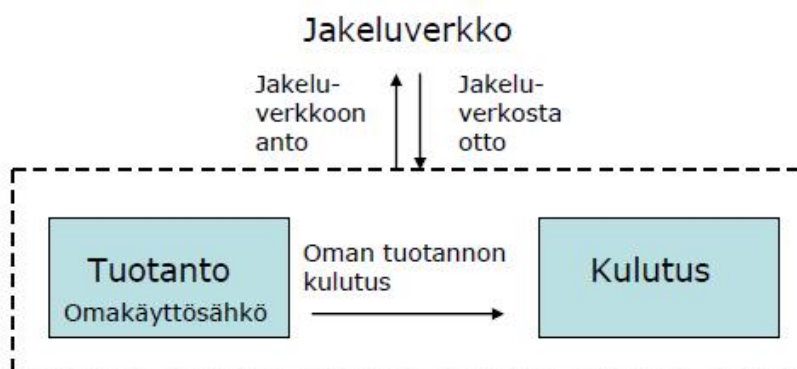 Jakeluverkko
Jakelu-
verkkoon
anto
Jakelu-
verkosta
otto
Tuotanto
Omakäyttösähkö
Oman tuotannon
kulutus
Kulutus